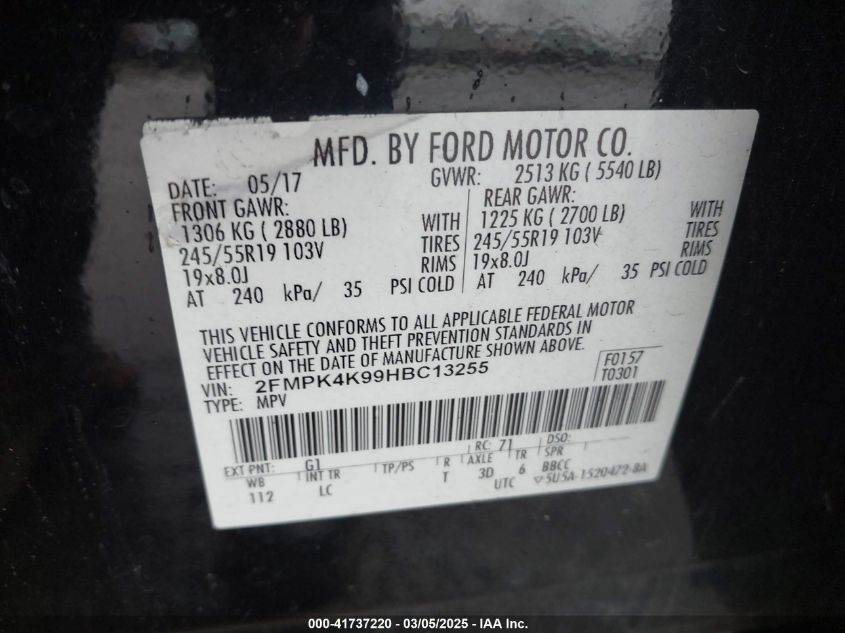 MFD. BY FORD MOTOR CO.
DATE: 05/17 GVWR: 2513 KG ( 5540 LB)
FRONT GAWR: REAR GAWR:
1306 KG ( 2880 LB) WITH 1225 KG ( 2700 LB) WITH
245/55R19 103V TIRES 245/55R19 103V TIRES
19x8.0J RIMS 19x8.0J RIMS
AT 240 kPa/ 35 PSI COLD AT 240 kPa/ 35 PSI COLD
THIS VEHICLE CONFORMS TO ALL APPLICABLE FEDERAL MOTOR
VEHICLE SAFETY AND THEFT PREVENTION STANDARDS IN
EFFECT ON THE DATE OF MANUFACTURE SHOWN ABOVE.
VIN: 2FMPK4K99HBC13255 F0157
TYPE: MPV T0301
EXT PNT: G1 RC: 71 DSO:
WB INT TR TP/PS R AXLE TR SPR
112 LC T 3D 6 BBCC
UTC ▽5U5A-1520472-BA
000-41737220 - 03/05/2025 - IAA Inc.